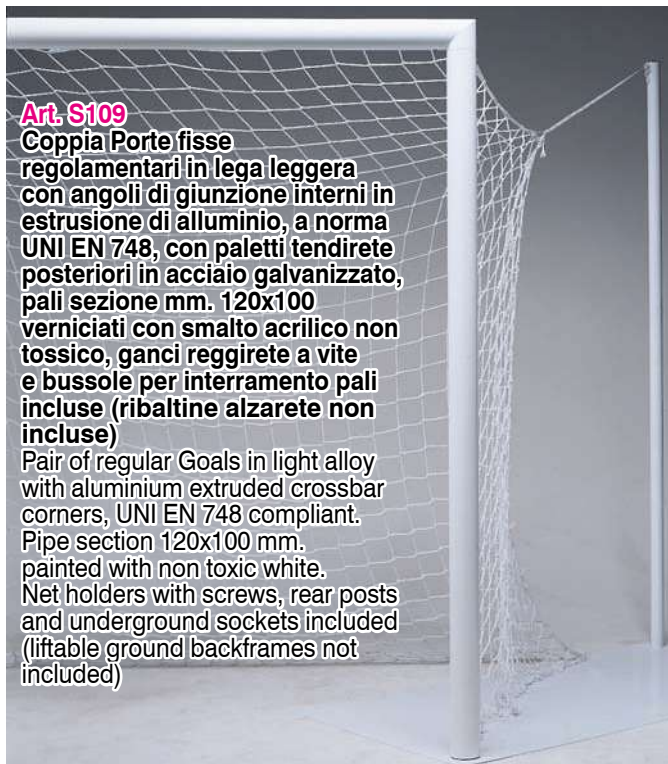 Art. S109
Coppia Porte fisse
regolamentari in lega leggera
con angoli di giunzione interni in
estrusione di alluminio, a norma
UNI EN 748, con paletti tendirete
posteriori in acciaio galvanizzato,
pali sezione mm. 120x100
verniciati con smalto acrilico non
tossico, ganci reggirete a vite
e bussole per interramento pali
incluse (ribaltine alzarete non
incluse)
Pair of regular Goals in light alloy
with aluminium extruded crossbar
corners, UNI EN 748 compliant.
Pipe section 120x100 mm.
painted with non toxic white.
Net holders with screws, rear posts
and underground sockets included
(liftable ground backframes not
included)